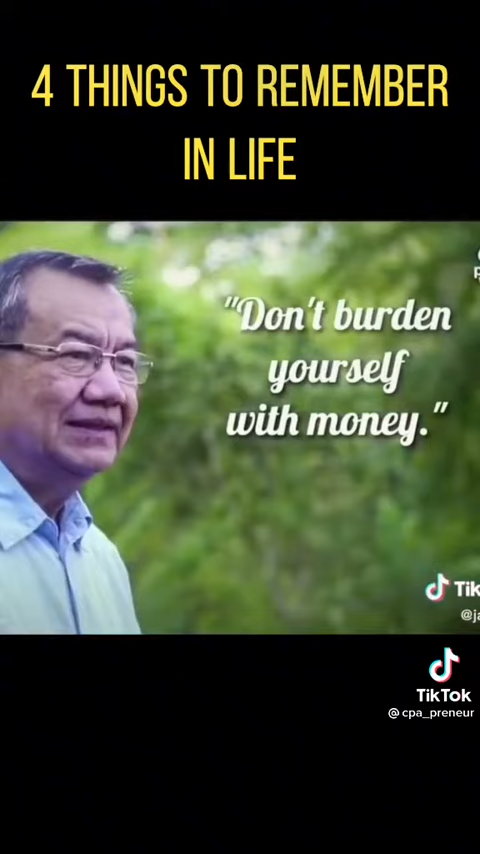 4 THINGS TO REMEMBER
IN LIFE
"Don't burden
yourself
with money."
TikTok
@cpa_preneur